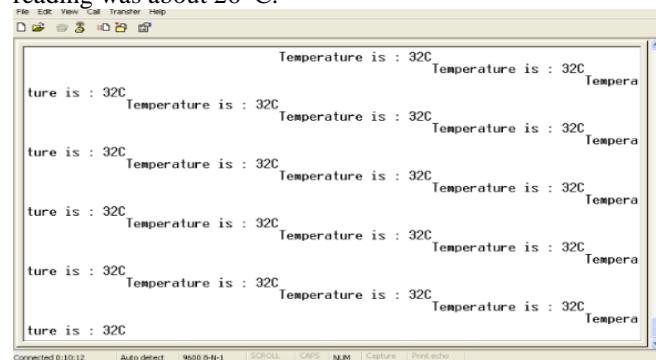 reading was about 26°C.
File Edit View Call Transfer Help
Temperature is : 32C
Temperature is : 32C
Tempera
ture is : 32C
Temperature is : 32C
Temperature is : 32C
Temperature is : 32C
Tempera
ture is : 32C
Temperature is : 32C
Temperature is : 32C
Temperature is : 32C
Tempera
ture is : 32C
Temperature is : 32C
Temperature is : 32C
Temperature is : 32C
Tempera
ture is : 32C
Temperature is : 32C
Temperature is : 32C
Temperature is : 32C
Tempera
ture is : 32C
Connected 0:10:12 Auto detect 9600 8-N-1 SCROLL CAPS NUM Capture Print echo